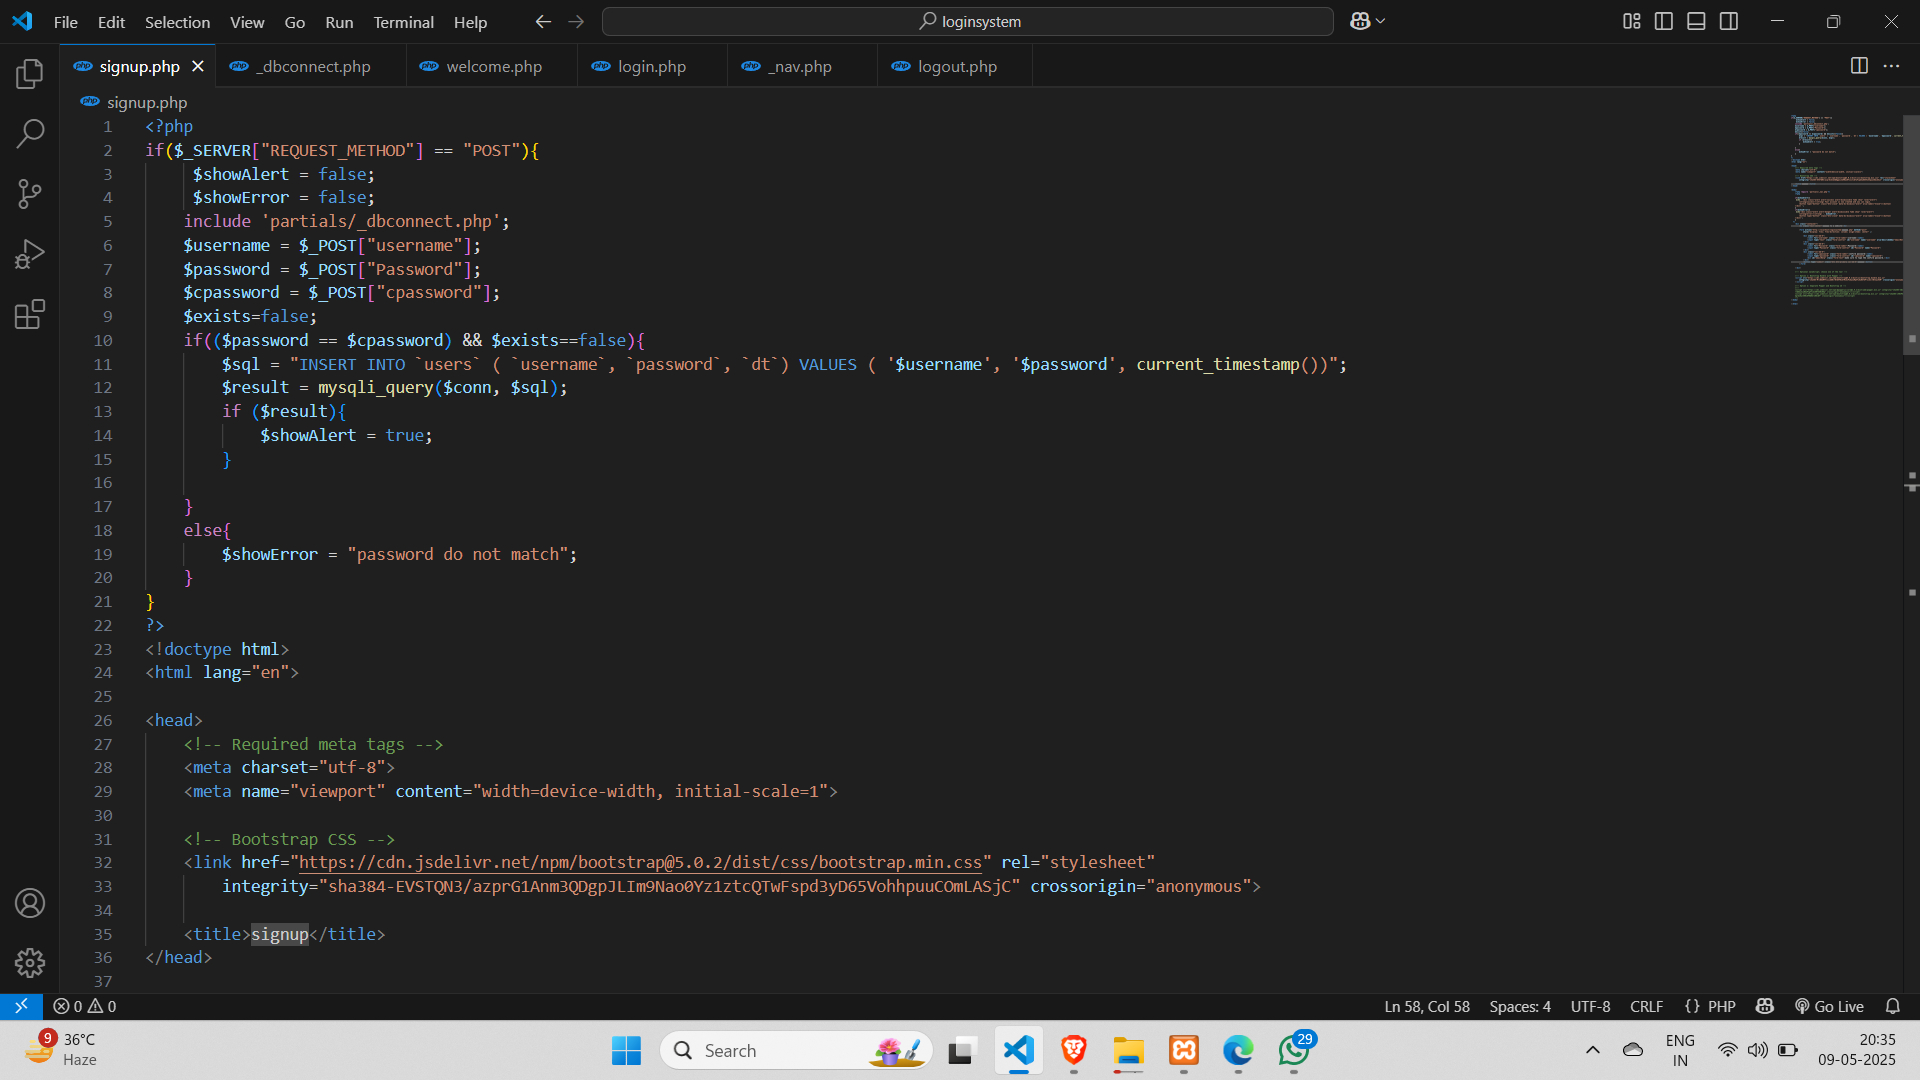 File Edit Selection View Go Run Terminal Help
loginsystem
signup.php
_dbconnect.php
welcome.php
login.php
_nav.php
logout.php
signup.php
1 <?php
2 if($_SERVER["REQUEST_METHOD"] == "POST"){
3 $showAlert = false;
4 $showError = false;
5 include 'partials/_dbconnect.php';
6 $username = $_POST["username"];
7 $password = $_POST["Password"];
8 $cpassword = $_POST["cpassword"];
9 $exists=false;
10 if(($password == $cpassword) && $exists==false){
11 $sql = "INSERT INTO `users` ( `username`, `password`, `dt`) VALUES ( '$username', '$password', current_timestamp())";
12 $result = mysqli_query($conn, $sql);
13 if ($result){
14 $showAlert = true;
15 }
16
17 }
18 else{
19 $showError = "password do not match";
20 }
21 }
22 ?>
23 <!doctype html>
24 <html lang="en">
25
26 <head>
27 <!-- Required meta tags -->
28 <meta charset="utf-8">
29 <meta name="viewport" content="width=device-width, initial-scale=1">
30
31 <!-- Bootstrap CSS -->
32 <link href="https://cdn.jsdelivr.net/npm/bootstrap@5.0.2/dist/css/bootstrap.min.css" rel="stylesheet"
33 integrity="sha384-EVSTQN3/azprG1Anm3QDgpJLIm9Nao0Yz1ztcQTwFspd3yD65VohhpuuCOmLASjC" crossorigin="anonymous">
34
35 <title>signup</title>
36 </head>
37
0 0
Ln 58, Col 58 Spaces: 4 UTF-8 CRLF {} PHP Go Live
9
36°C
Haze
Search
29
ENG
IN
20:35
09-05-2025